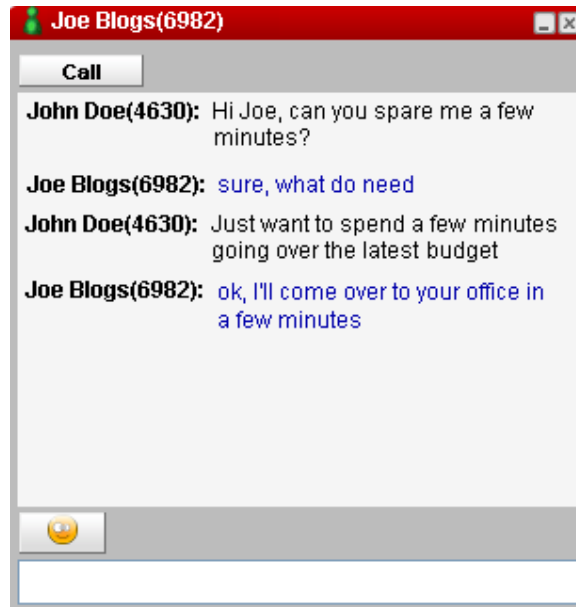 Joe Blogs(6982)
Call
John Doe(4630): Hi Joe, can you spare me a few
minutes?
Joe Blogs(6982): sure, what do need
John Doe(4630): Just want to spend a few minutes
going over the latest budget
Joe Blogs(6982): ok, I'll come over to your office in
a few minutes